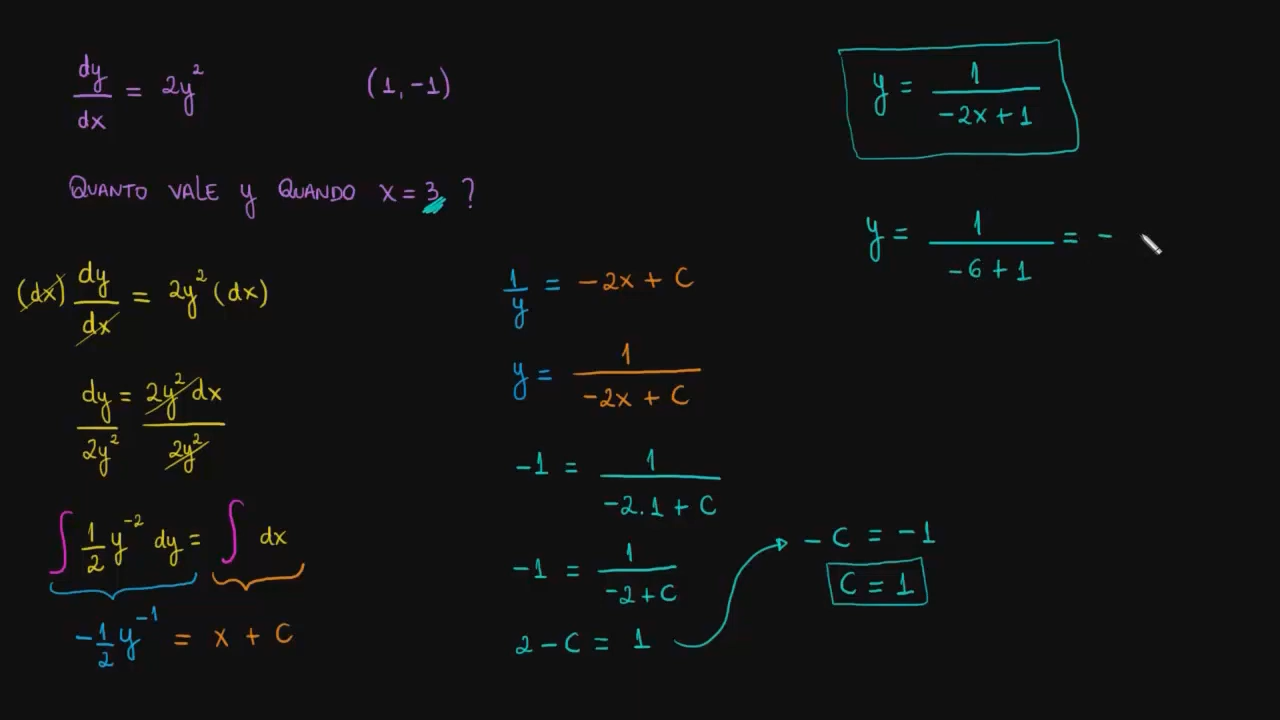 dy/dx = 2y² (1, -1)
QUANTO VALE y QUANDO x = 3 ?
(dx) dy/dx = 2y² (dx)
dy/2y² = 2y² dx/2y²
∫ 1/2 y⁻² dy = ∫ dx
-1/2 y⁻¹ = x + C
1/y = -2x + C
y = 1/(-2x + C)
-1 = 1/(-2.1 + C)
-1 = 1/(-2 + C)
2 - C = 1
- C = -1
C = 1
y = 1/(-2x + 1)
y = 1/(-6 + 1) = -